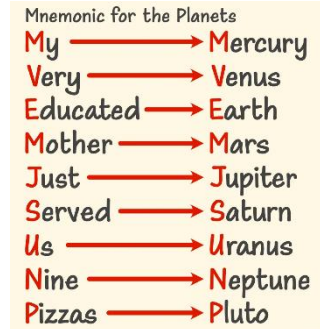 Mnemonic for the Planets
My → Mercury
Very → Venus
Educated → Earth
Mother → Mars
Just → Jupiter
Served → Saturn
Us → Uranus
Nine → Neptune
Pizzas → Pluto